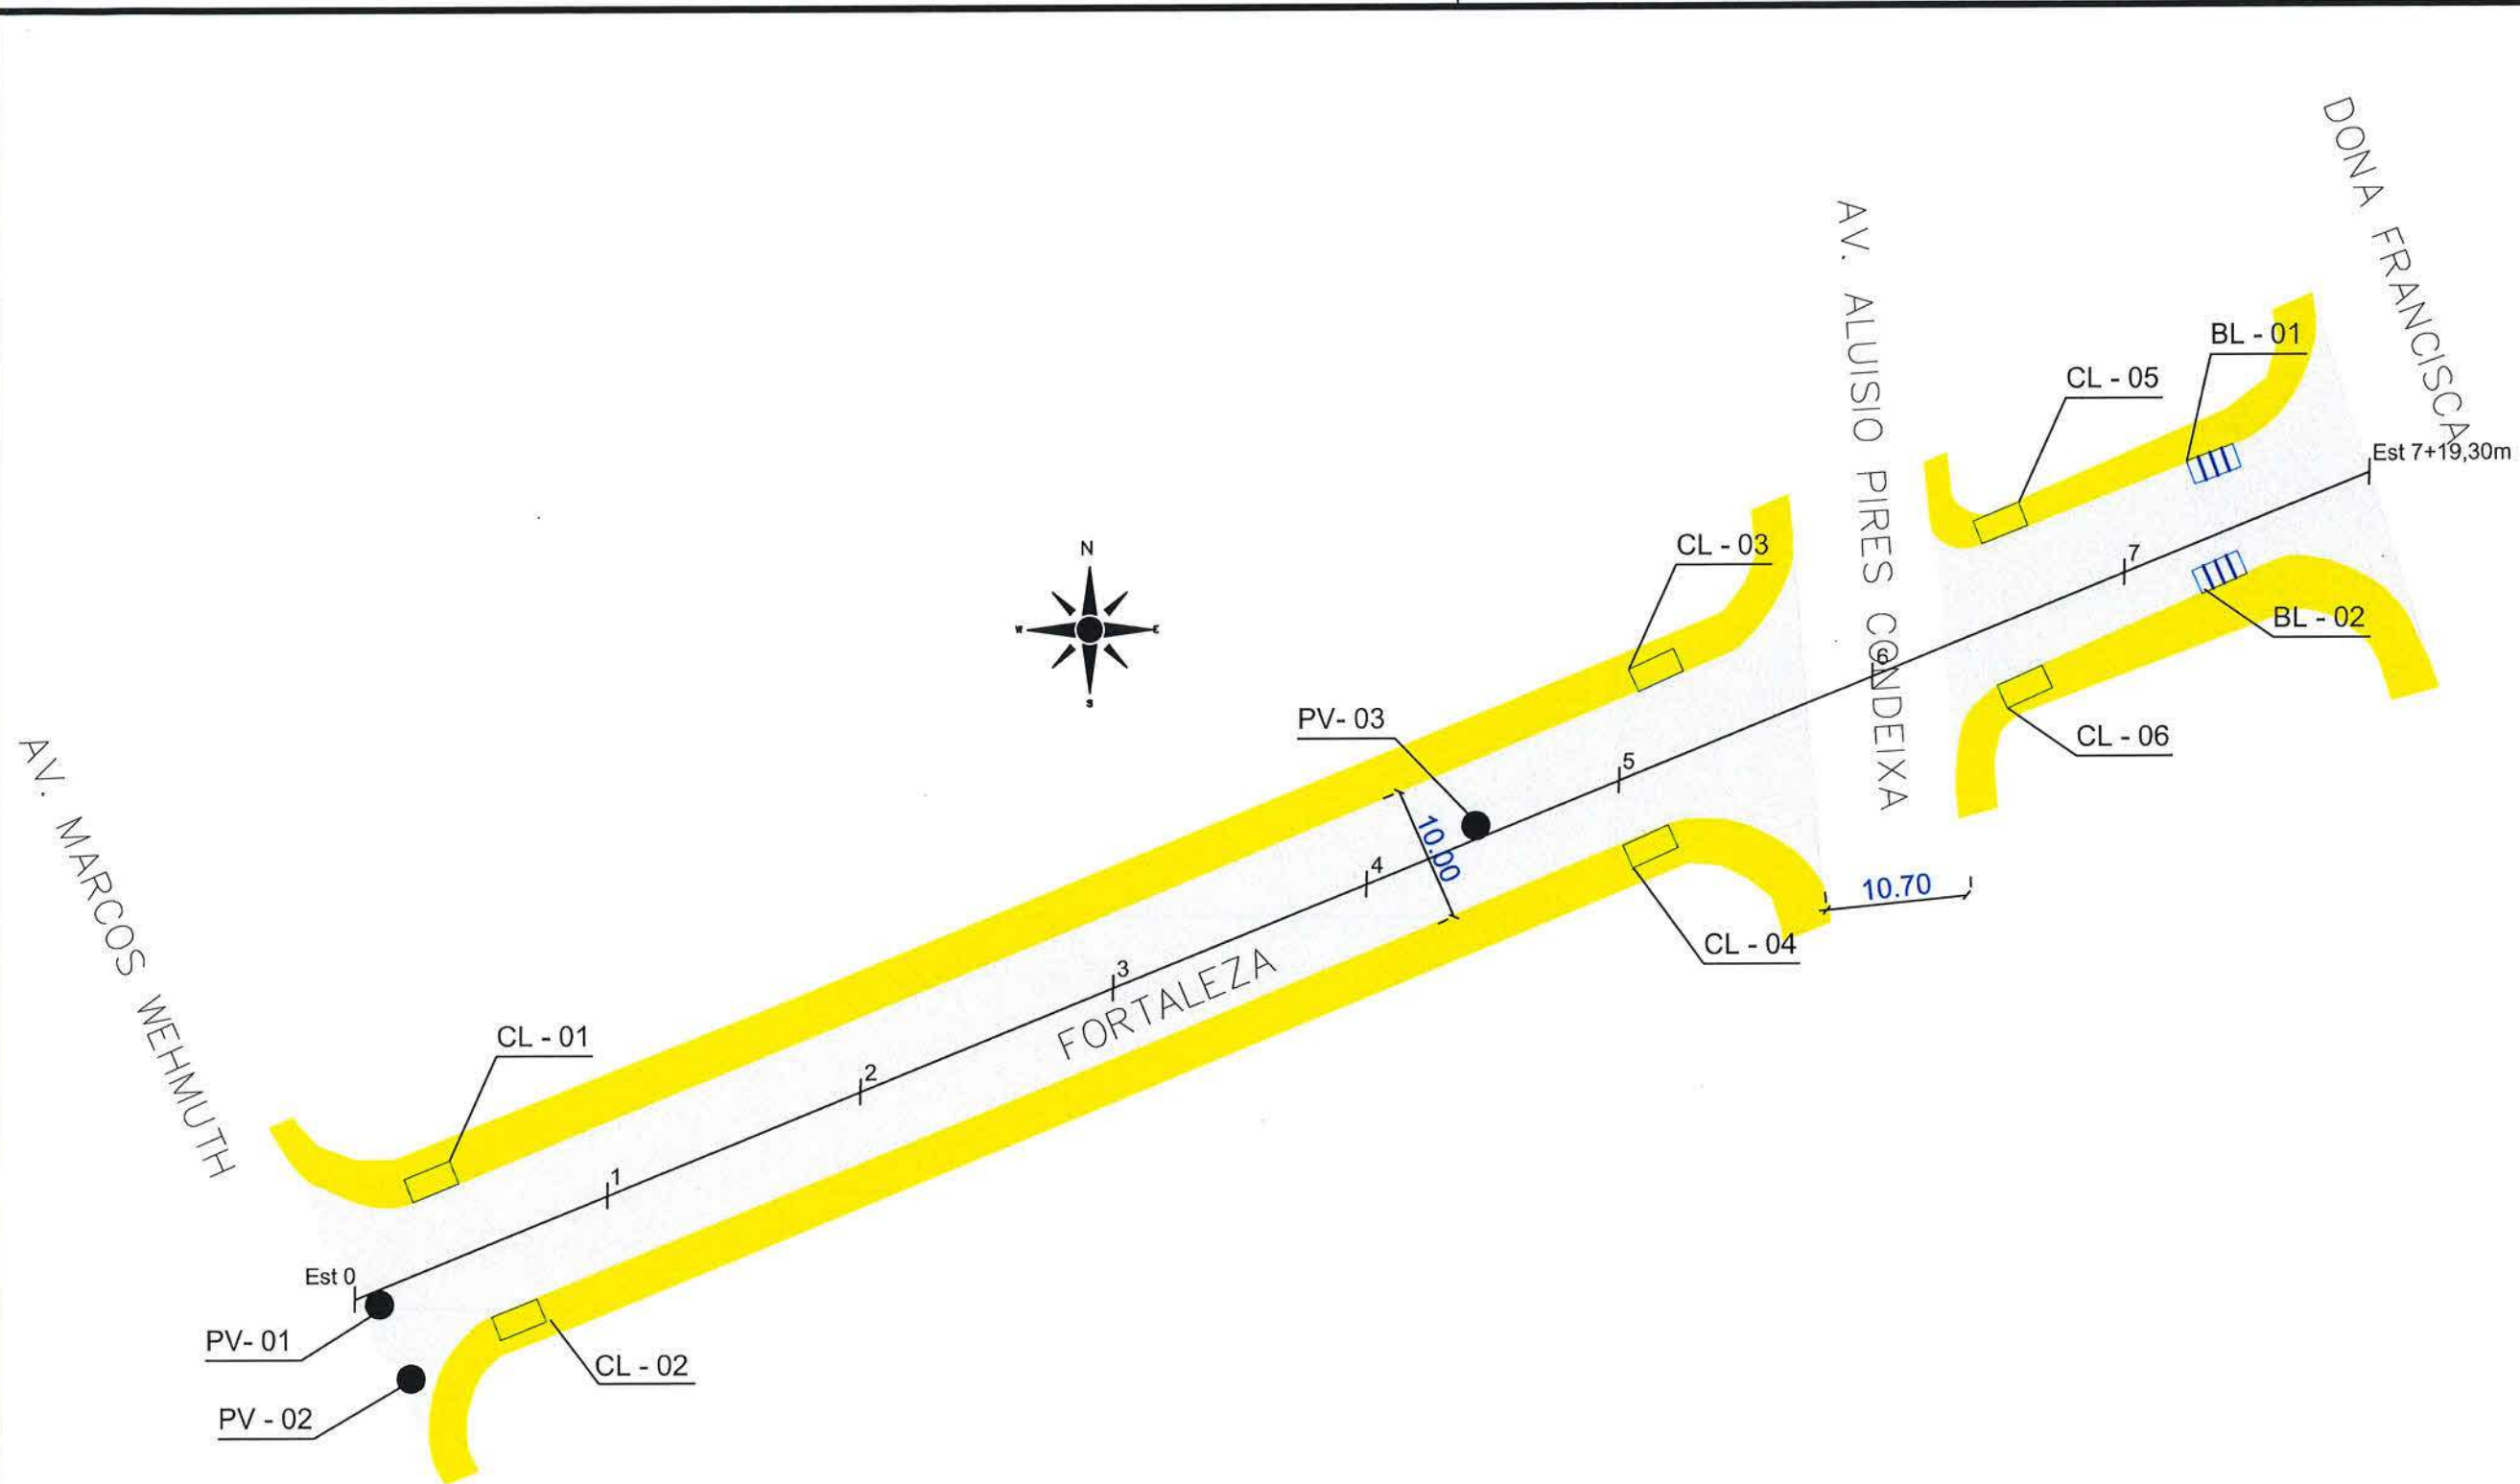 DONA FRANCISCA
AV. ALUISIO PIRES CONDEIXA
BL - 01
CL - 05
Est 7+19,30m
N
W
E
S
CL - 03
7
BL - 02
6
CL - 06
PV- 03
5
10.00
4
10.70
CL - 04
AV. MARCOS WEHMUTH
3
FORTALEZA
CL - 01
2
1
Est 0
PV- 01
CL - 02
PV - 02